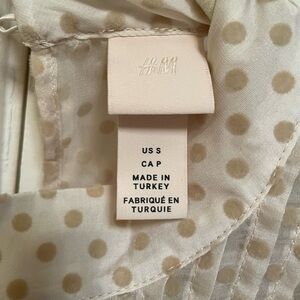 H&M
US S
CA P
MADE IN
TURKEY
FABRIQUÉ EN
TURQUIE